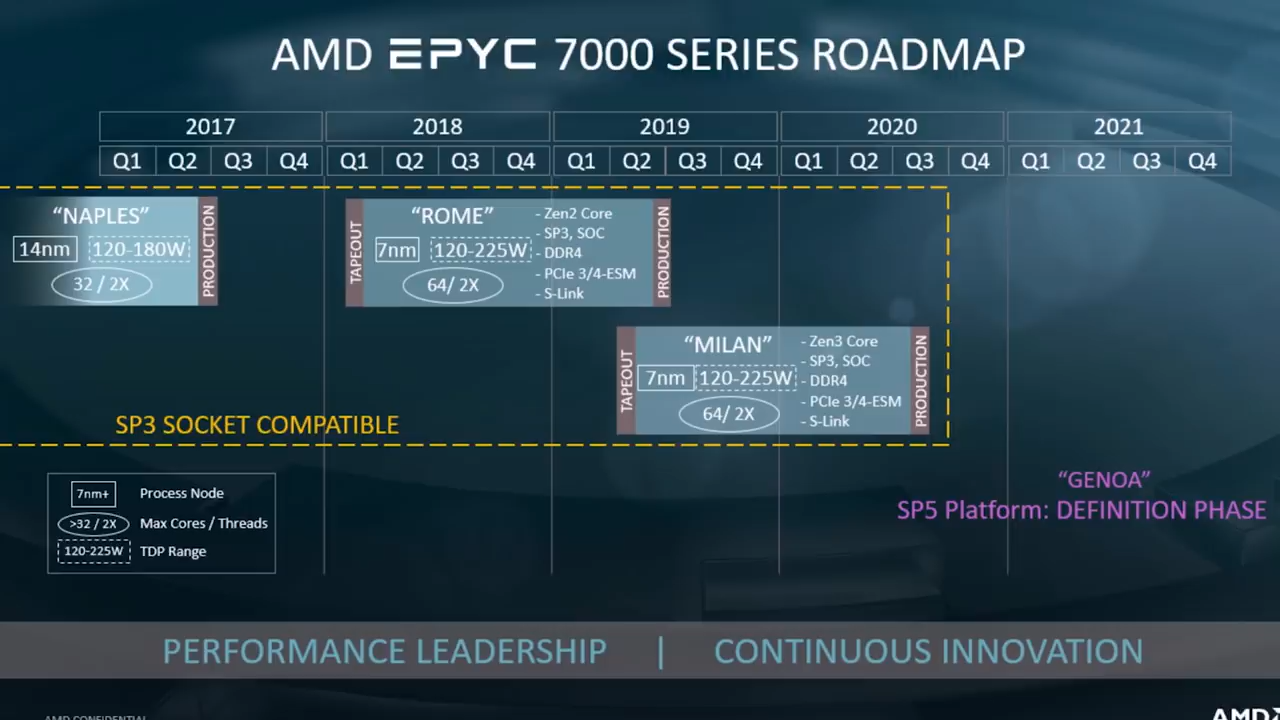 AMD EPYC 7000 SERIES ROADMAP
2017 2018 2019 2020 2021
Q1 Q2 Q3 Q4 Q1 Q2 Q3 Q4 Q1 Q2 Q3 Q4 Q1 Q2 Q3 Q4 Q1 Q2 Q3 Q4
“NAPLES”
14nm 120-180W
32 / 2X
PRODUCTION
TAPEOUT
“ROME”
7nm 120-225W
64/ 2X
- Zen2 Core
- SP3, SOC
- DDR4
- PCIe 3/4-ESM
- S-Link
PRODUCTION
TAPEOUT
“MILAN”
7nm 120-225W
64/ 2X
- Zen3 Core
- SP3, SOC
- DDR4
- PCIe 3/4-ESM
- S-Link
PRODUCTION
SP3 SOCKET COMPATIBLE
“GENOA”
SP5 Platform: DEFINITION PHASE
7nm+ Process Node
>32 / 2X Max Cores / Threads
120-225W TDP Range
PERFORMANCE LEADERSHIP | CONTINUOUS INNOVATION
AMD CONFIDENTIAL
AMD